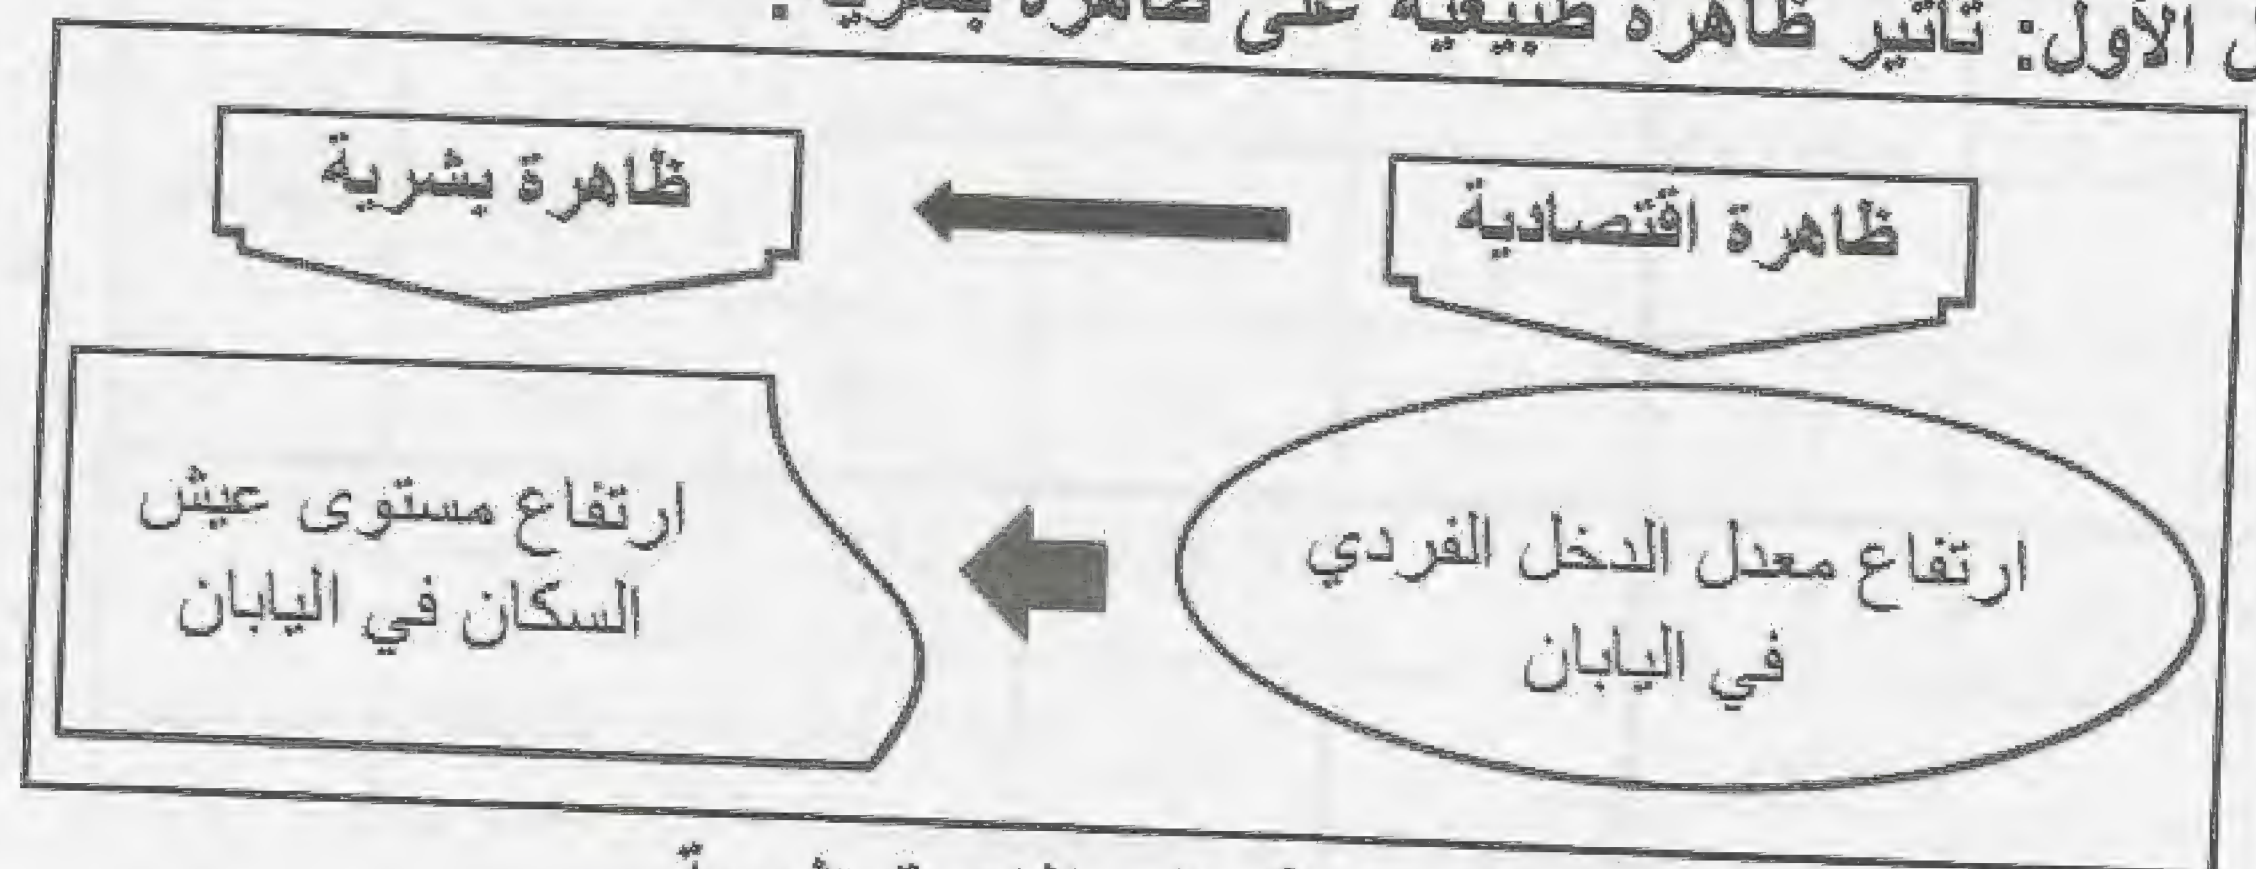 الأول: تأثير ظاهرة طبيعية على ظاهرة بشرية.
ظاهرة اقتصادية
ظاهرة بشرية
ارتفاع معدل الدخل الفردي
في اليابان
ارتفاع مستوى عيش
السكان في اليابان